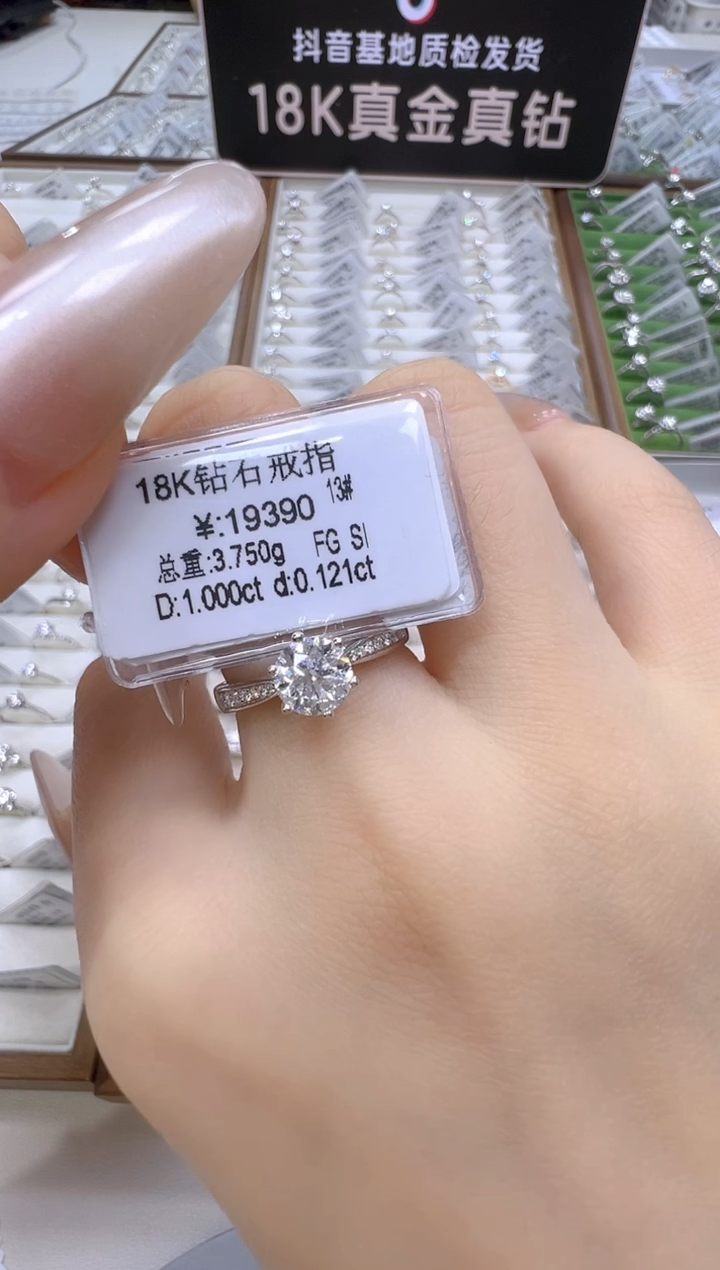 抖音基地质检发货
18K真金真钻
18K钻石戒指
13#
¥:19390
总重:3.750g FG SI
D:1.000ct d:0.121ct